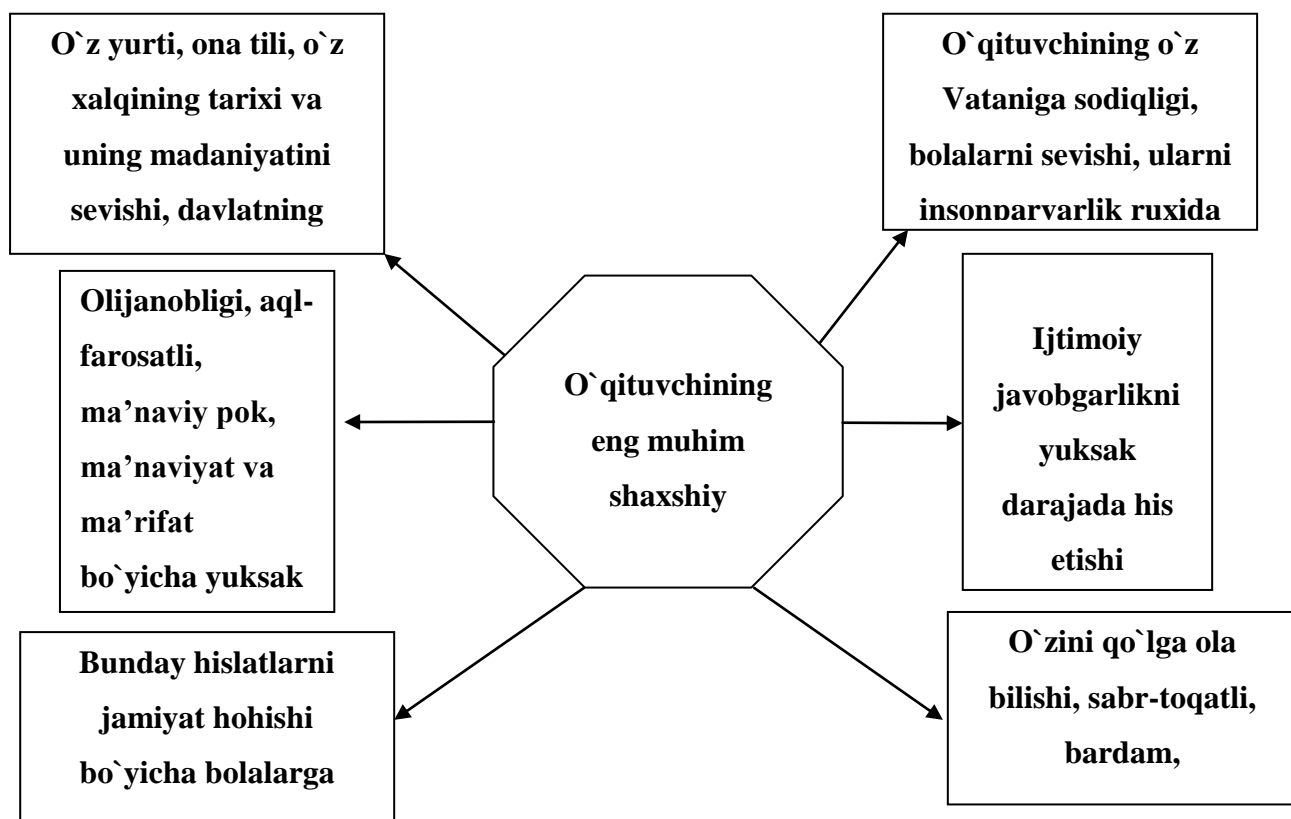 O`z yurti, ona tili, o`z
xalqining tarixi va
uning madaniyatini
sevishi, davlatning
O`qituvchining o`z
Vataniga sodiqligi,
bolalarni sevishi, ularni
insonparvarlik ruxida
Olijanobligi, aql-
farosatli,
ma’naviy pok,
ma’naviyat va
ma’rifat
bo`yicha yuksak
O`qituvchining
eng muhim
shaxshiy
Ijtimoiy
javobgarlikni
yuksak
darajada his
etishi
Bunday hislatlarni
jamiyat hohishi
bo`yicha bolalarga
O`zini qo`lga ola
bilishi, sabr-toqatli,
bardam,